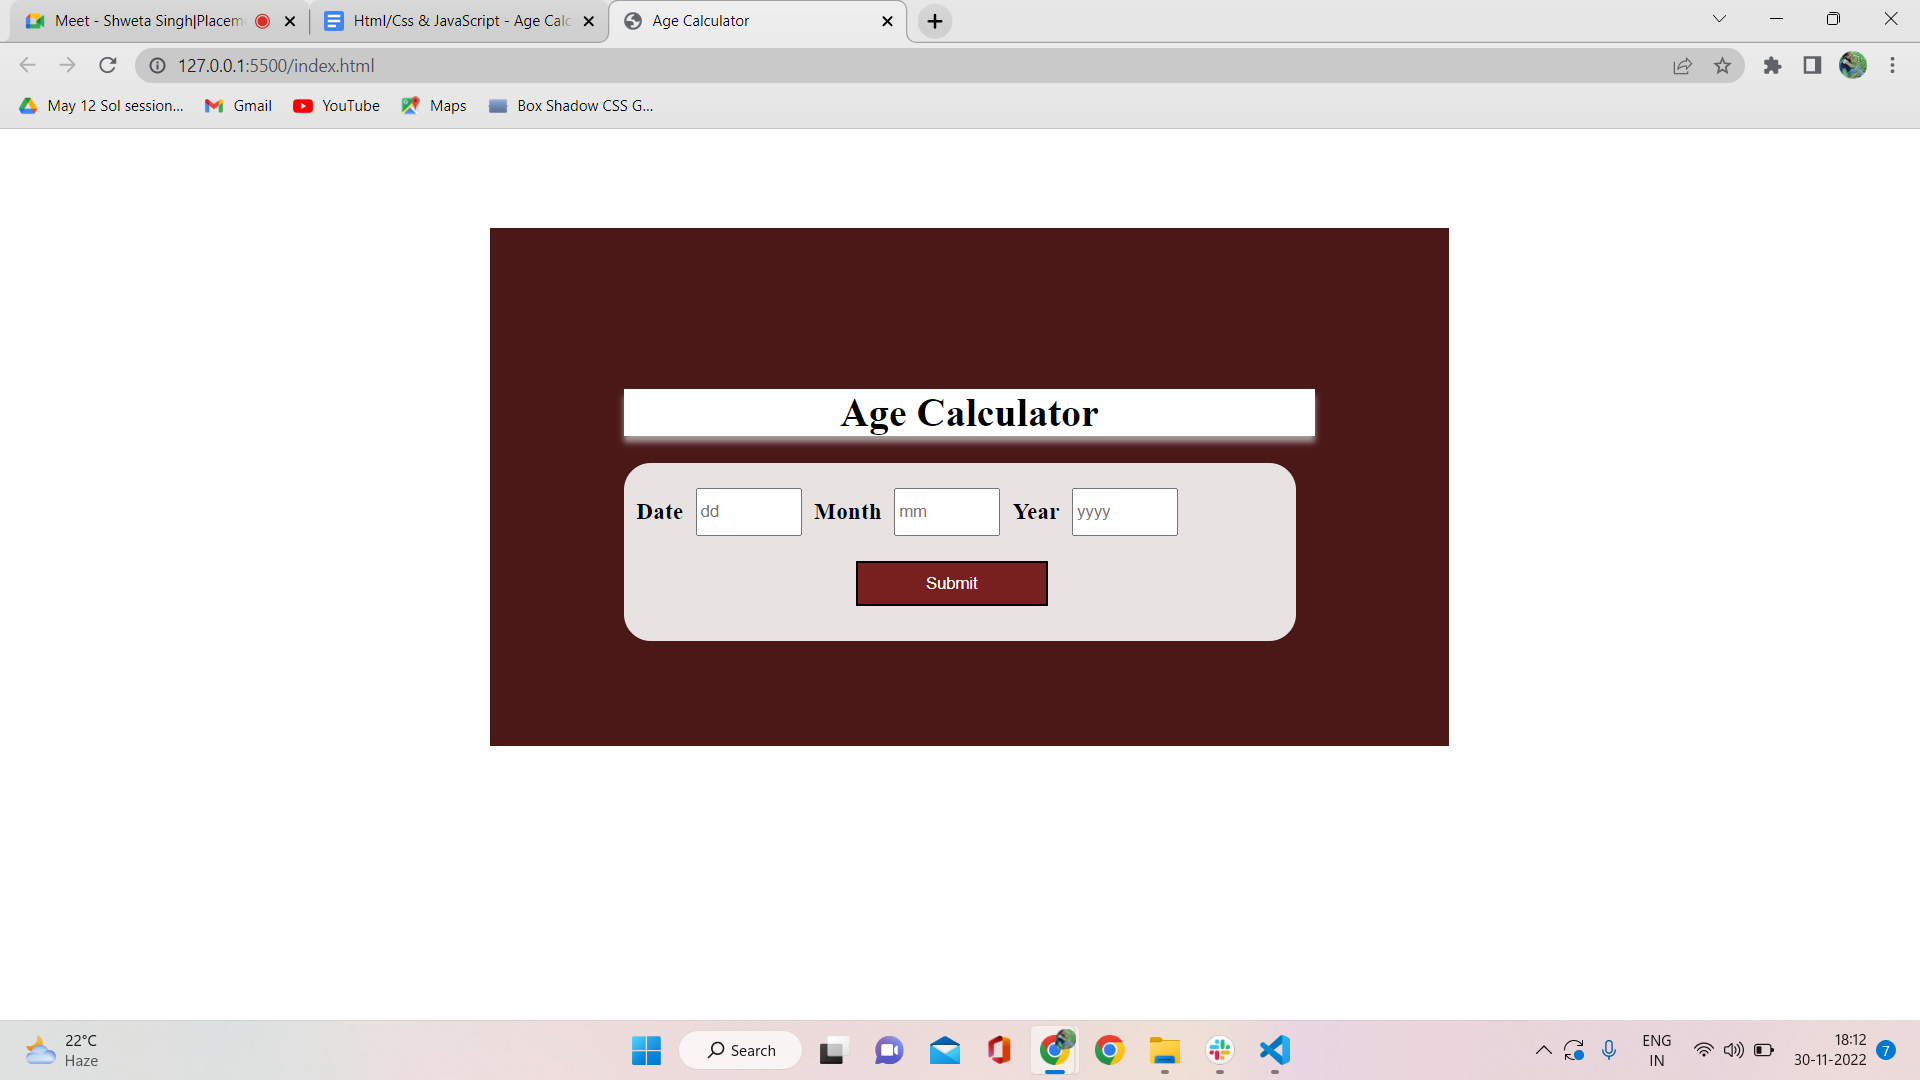 Meet - Shweta Singh|Placem
Html/Css & JavaScript - Age Calc
Age Calculator
127.0.0.1:5500/index.html
May 12 Sol session...
Gmail
YouTube
Maps
Box Shadow CSS G...
Age Calculator
Date dd Month mm Year yyyy
Submit
22°C
Haze
Search
ENG
IN
18:12
30-11-2022
7